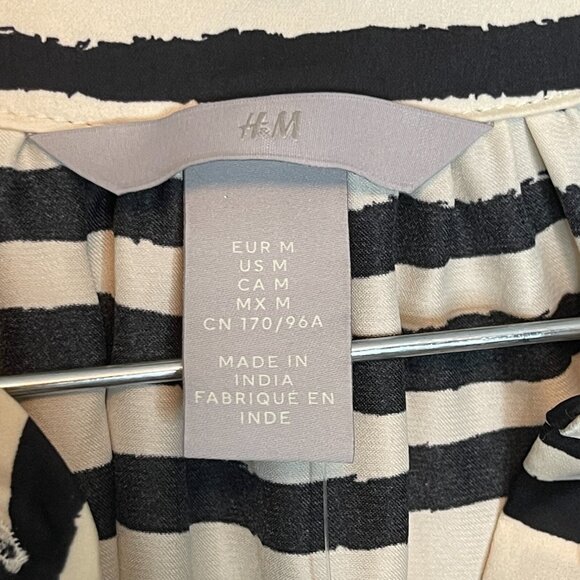 H&M
EUR M
US M
CA M
MX M
CN 170/96A
MADE IN
INDIA
FABRIQUÉ EN
INDE